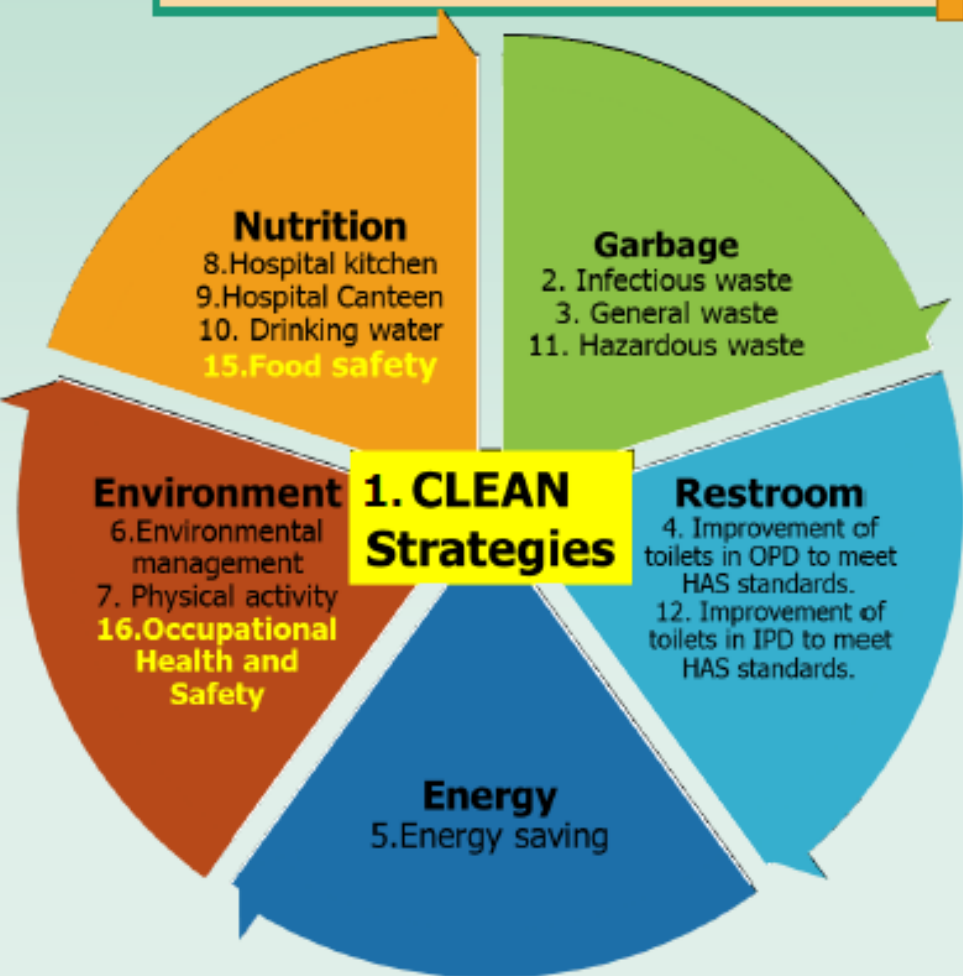 Nutrition
8.Hospital kitchen
9.Hospital Canteen
10. Drinking water
15.Food safety
Garbage
2. Infectious waste
3. General waste
11. Hazardous waste
Environment
6.Environmental
management
7. Physical activity
16.Occupational
Health and
Safety
1. CLEAN
Strategies
Restroom
4. Improvement of
toilets in OPD to meet
HAS standards.
12. Improvement of
toilets in IPD to meet
HAS standards.
Energy
5.Energy saving